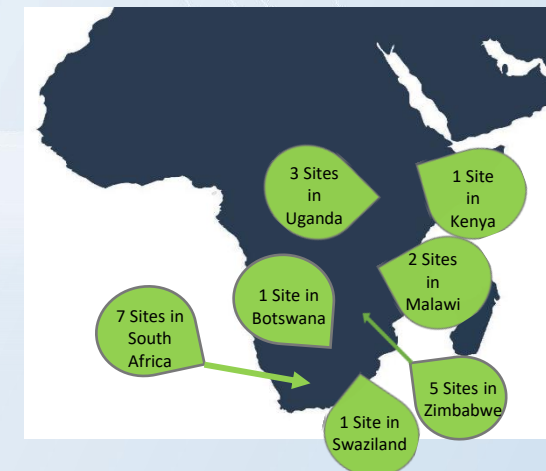 3 Sites
in
Uganda
1 Site
in
Kenya
2 Sites
in
Malawi
1 Site in
Botswana
7 Sites in
South
Africa
5 Sites in
Zimbabwe
1 Site in
Swaziland